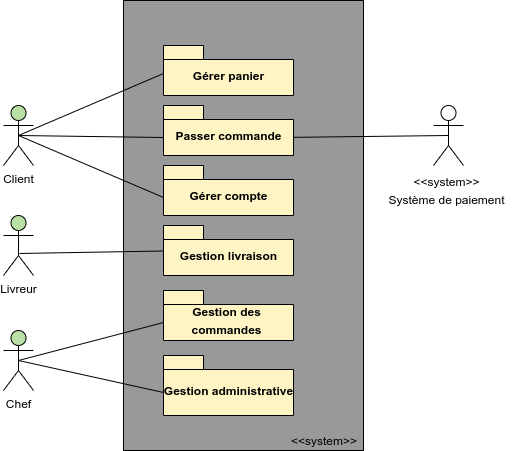 Gérer panier
Passer commande
Client
<<system>>
Système de paiement
Gérer compte
Gestion livraison
Livreur
Gestion des
commandes
Chef
Gestion administrative
<<system>>